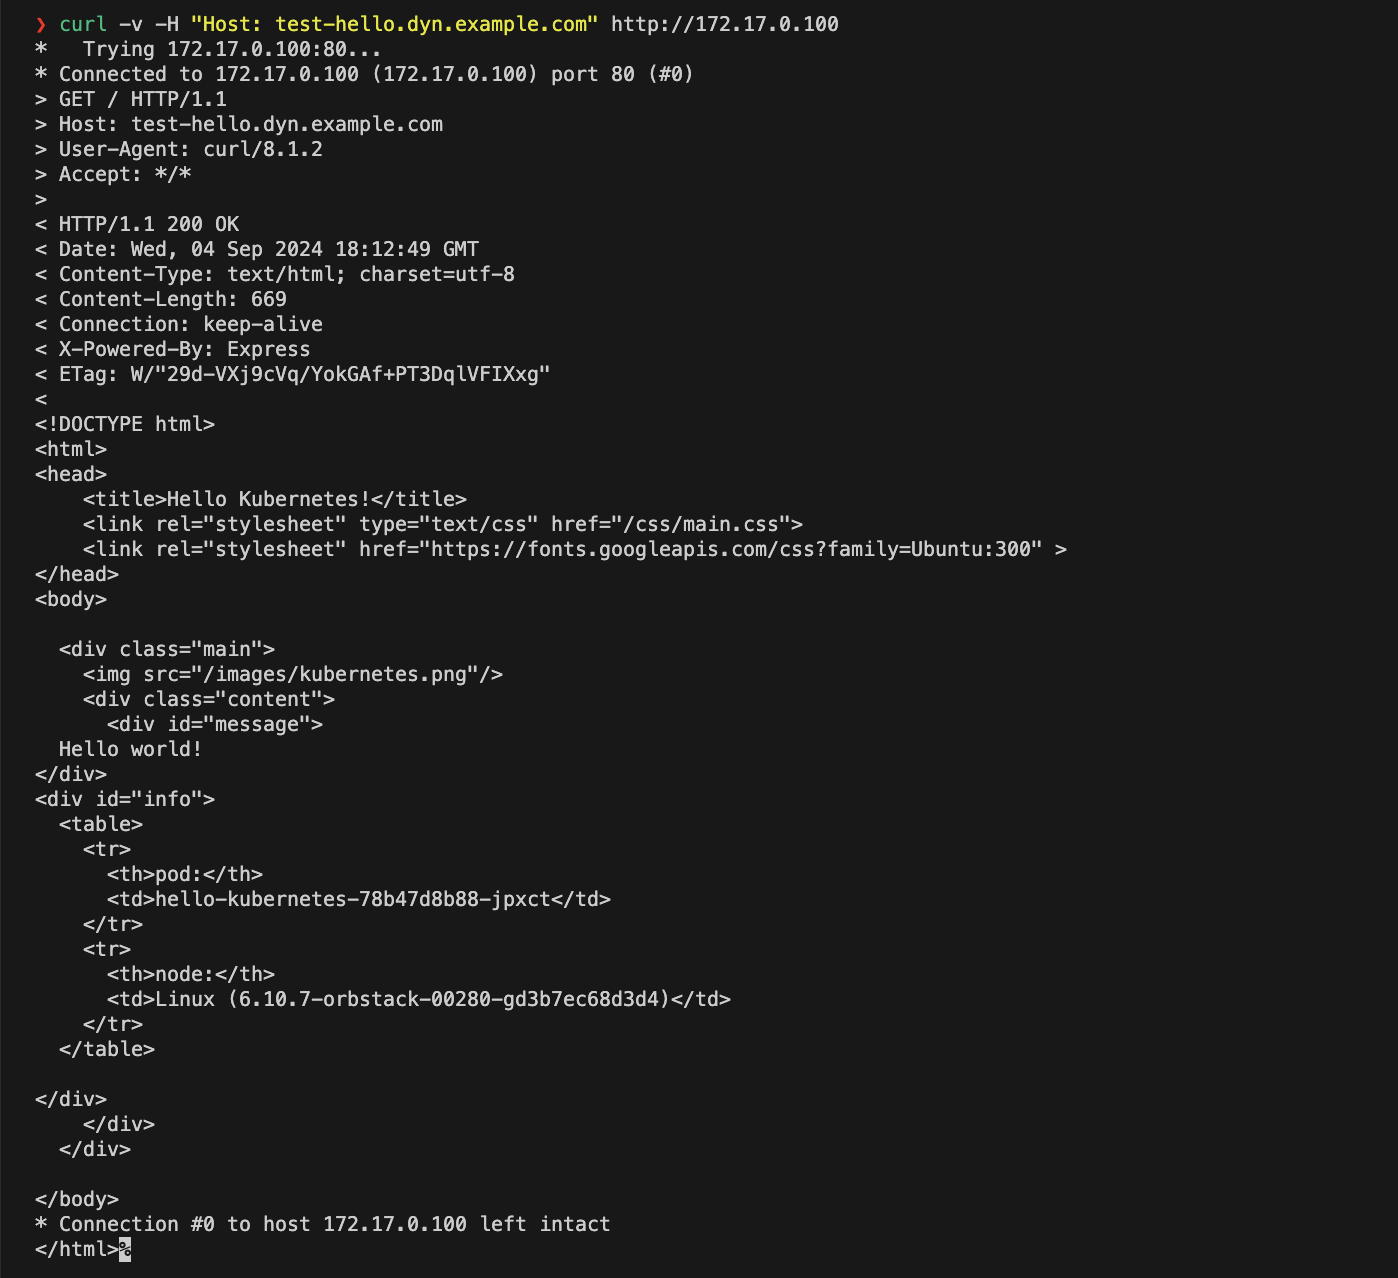 ❯ curl -v -H "Host: test-hello.dyn.example.com" http://172.17.0.100
*   Trying 172.17.0.100:80...
* Connected to 172.17.0.100 (172.17.0.100) port 80 (#0)
> GET / HTTP/1.1
> Host: test-hello.dyn.example.com
> User-Agent: curl/8.1.2
> Accept: */*
>
< HTTP/1.1 200 OK
< Date: Wed, 04 Sep 2024 18:12:49 GMT
< Content-Type: text/html; charset=utf-8
< Content-Length: 669
< Connection: keep-alive
< X-Powered-By: Express
< ETag: W/"29d-VXj9cVq/YokGAf+PT3DqlVFIXxg"
<
<!DOCTYPE html>
<html>
<head>
    <title>Hello Kubernetes!</title>
    <link rel="stylesheet" type="text/css" href="/css/main.css">
    <link rel="stylesheet" href="https://fonts.googleapis.com/css?family=Ubuntu:300" >
</head>
<body>

  <div class="main">
    <img src="/images/kubernetes.png"/>
    <div class="content">
      <div id="message">
  Hello world!
</div>
<div id="info">
  <table>
    <tr>
      <th>pod:</th>
      <td>hello-kubernetes-78b47d8b88-jpxct</td>
    </tr>
    <tr>
      <th>node:</th>
      <td>Linux (6.10.7-orbstack-00280-gd3b7ec68d3d4)</td>
    </tr>
  </table>

</div>
    </div>
  </div>

</body>
* Connection #0 to host 172.17.0.100 left intact
</html>%